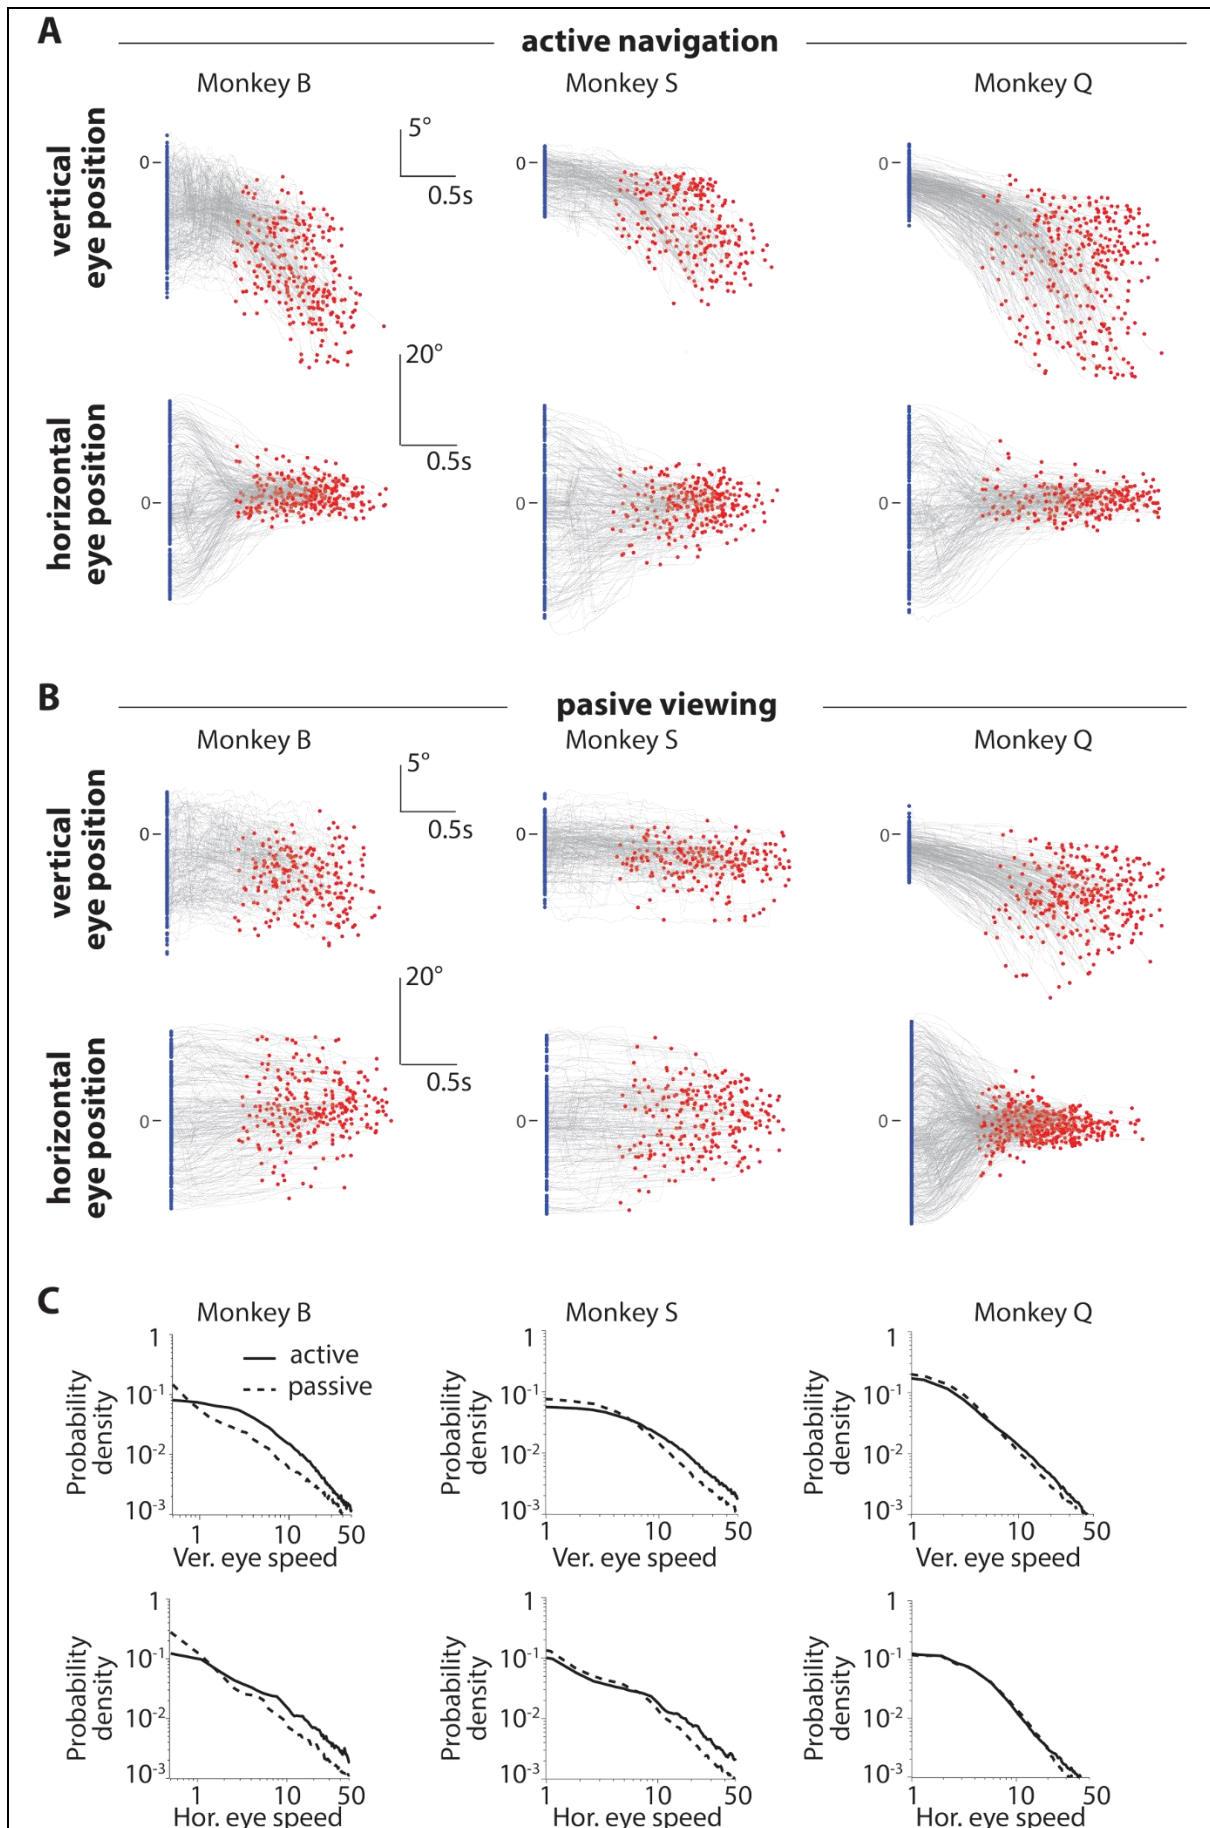 A
active navigation
Monkey B
Monkey S
Monkey Q
vertical
eye position
0
5°
0.5s
0
0
horizontal
eye position
0
20°
0.5s
0
0
B
pasive viewing
Monkey B
Monkey S
Monkey Q
vertical
eye position
0
5°
0.5s
0
0
horizontal
eye position
0
20°
0.5s
0
0
C
Monkey B
Monkey S
Monkey Q
Probability
density
1
10-1
10-2
10-3
active
passive
1
10
50
Ver. eye speed
Probability
density
1
10-1
10-2
10-3
1
10
50
Ver. eye speed
Probability
density
1
10-1
10-2
10-3
1
10
50
Ver. eye speed
Probability
density
1
10-1
10-2
10-3
1
10
50
Hor. eye speed
Probability
density
1
10-1
10-2
10-3
1
10
50
Hor. eye speed
Probability
density
1
10-1
10-2
10-3
1
10
50
Hor. eye speed